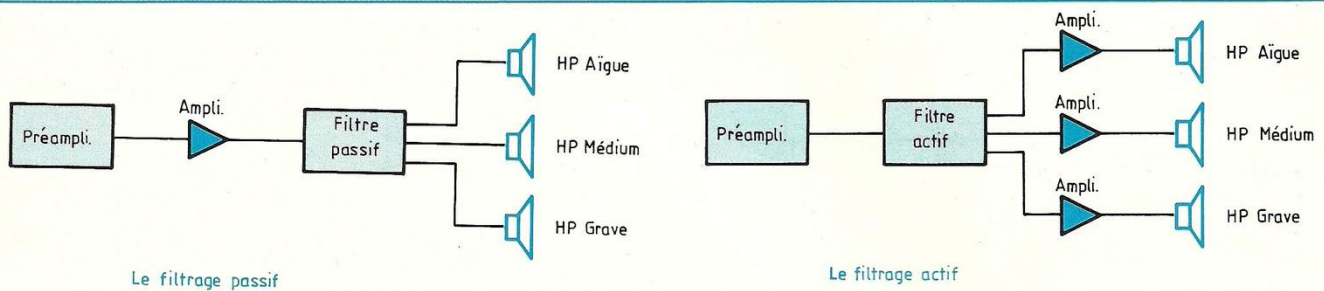 Ampli.
HP Aïgue
Préampli.
Filtre
passif
HP Médium
HP Grave
Le filtrage passif
Ampli.
HP Aïgue
Préampli.
Filtre
actif
Ampli.
HP Médium
Ampli.
HP Grave
Le filtrage actif